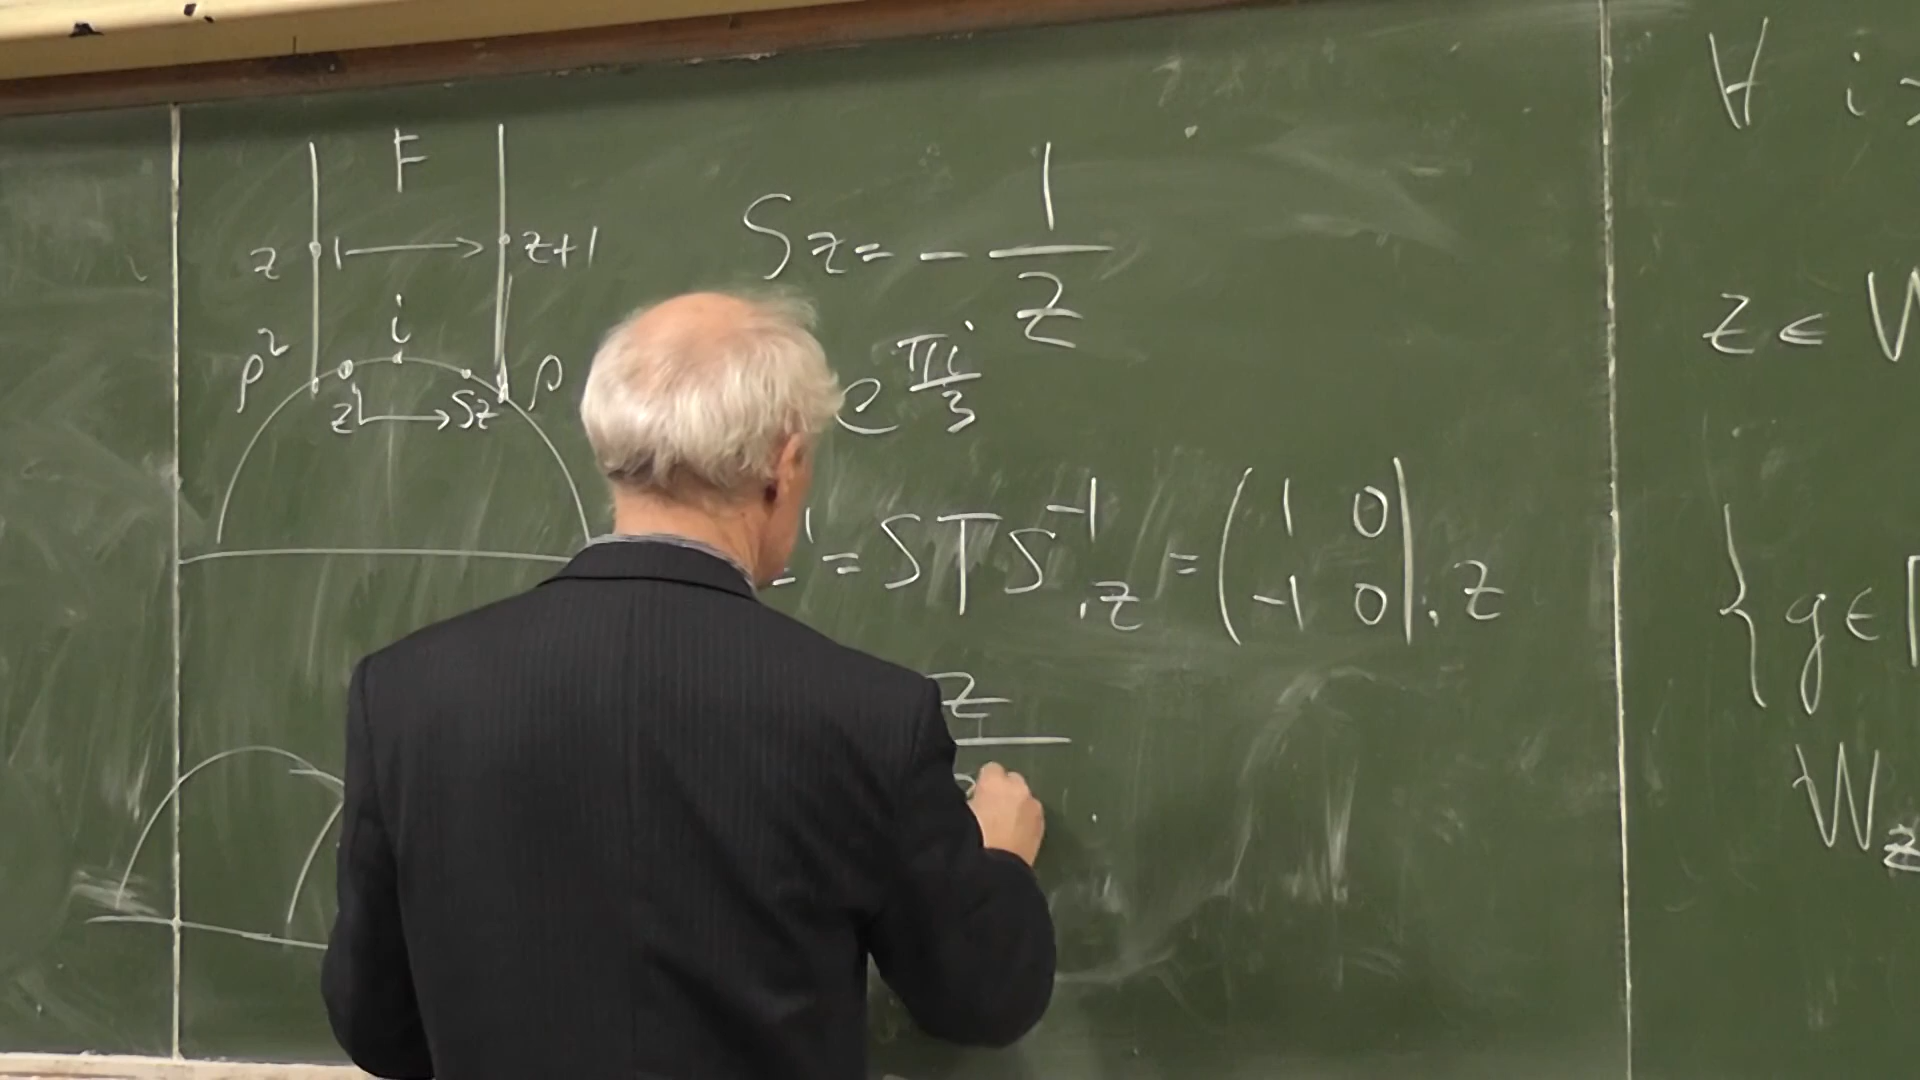 F
z ↦ z+1
i
ρ² ρ
z ↦ Sz
Sz = - 1/z
e^{πi/3}
' = STS⁻¹.z = (1 0 -1 0).z
z
∀ i >
z ∈ W
{ g ∈ Γ
W_z